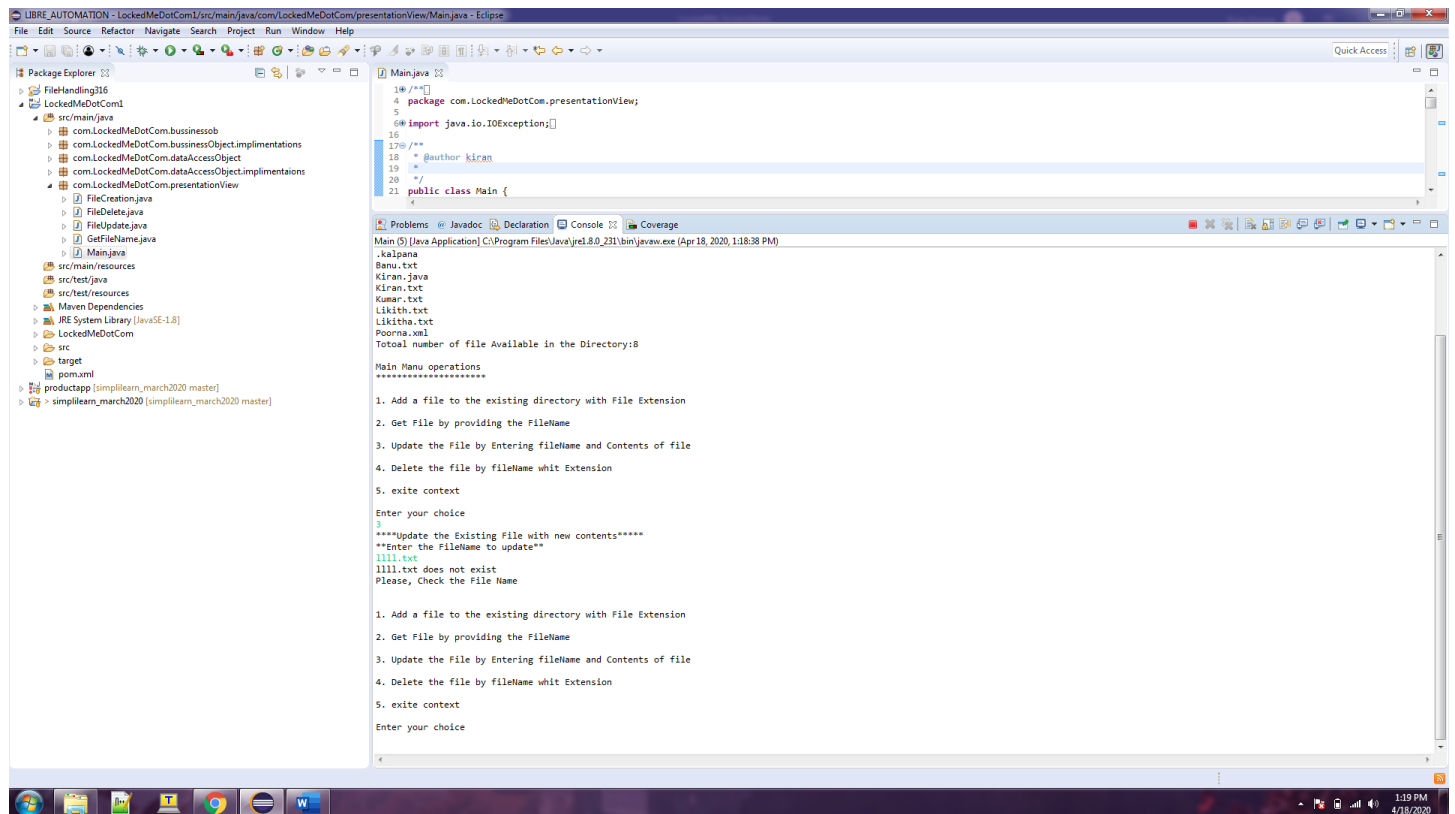 LIBRE_AUTOMATION - LockedMeDotCom1/src/main/java/com/LockedMeDotCom/presentationView/Main.java - Eclipse
File Edit Source Refactor Navigate Search Project Run Window Help
Quick Access
Package Explorer
FileHandling316
LockedMeDotCom1
src/main/java
com.LockedMeDotCom.bussinessob
com.LockedMeDotCom.bussinessObject.implimentations
com.LockedMeDotCom.dataAccessObject
com.LockedMeDotCom.dataAccessObject.implimentaions
com.LockedMeDotCom.presentationView
FileCreation.java
FileDelete.java
FileUpdate.java
GetFileName.java
Main.java
src/main/resources
src/test/java
src/test/resources
Maven Dependencies
JRE System Library [JavaSE-1.8]
LockedMeDotCom
src
target
pom.xml
productapp [simplilearn_march2020 master]
> simplilearn_march2020 [simplilearn_march2020 master]
Main.java
1 /**
4 package com.LockedMeDotCom.presentationView;
5
6 import java.io.IOException;
16
17 /**
18 * @author kiran
19 *
20 */
21 public class Main {
Problems @ Javadoc Declaration Console Coverage
Main (5) [Java Application] C:\Program Files\Java\jre1.8.0_231\bin\javaw.exe (Apr 18, 2020, 1:18:38 PM)
.kalpana
Banu.txt
Kiran.java
Kiran.txt
Kumar.txt
Likith.txt
Likitha.txt
Poorna.xml
Totoal number of file Available in the Directory:8
Main Manu operations
*********************
1. Add a file to the existing directory with File Extension
2. Get File by providing the FileName
3. Update the File by Entering fileName and Contents of file
4. Delete the file by fileName whit Extension
5. exite context
Enter your choice
3
****Update the Existing File with new contents*****
**Enter the FileName to update**
llll.txt
llll.txt does not exist
Please, Check the File Name
1. Add a file to the existing directory with File Extension
2. Get File by providing the FileName
3. Update the File by Entering fileName and Contents of file
4. Delete the file by fileName whit Extension
5. exite context
Enter your choice
1:19 PM
4/18/2020